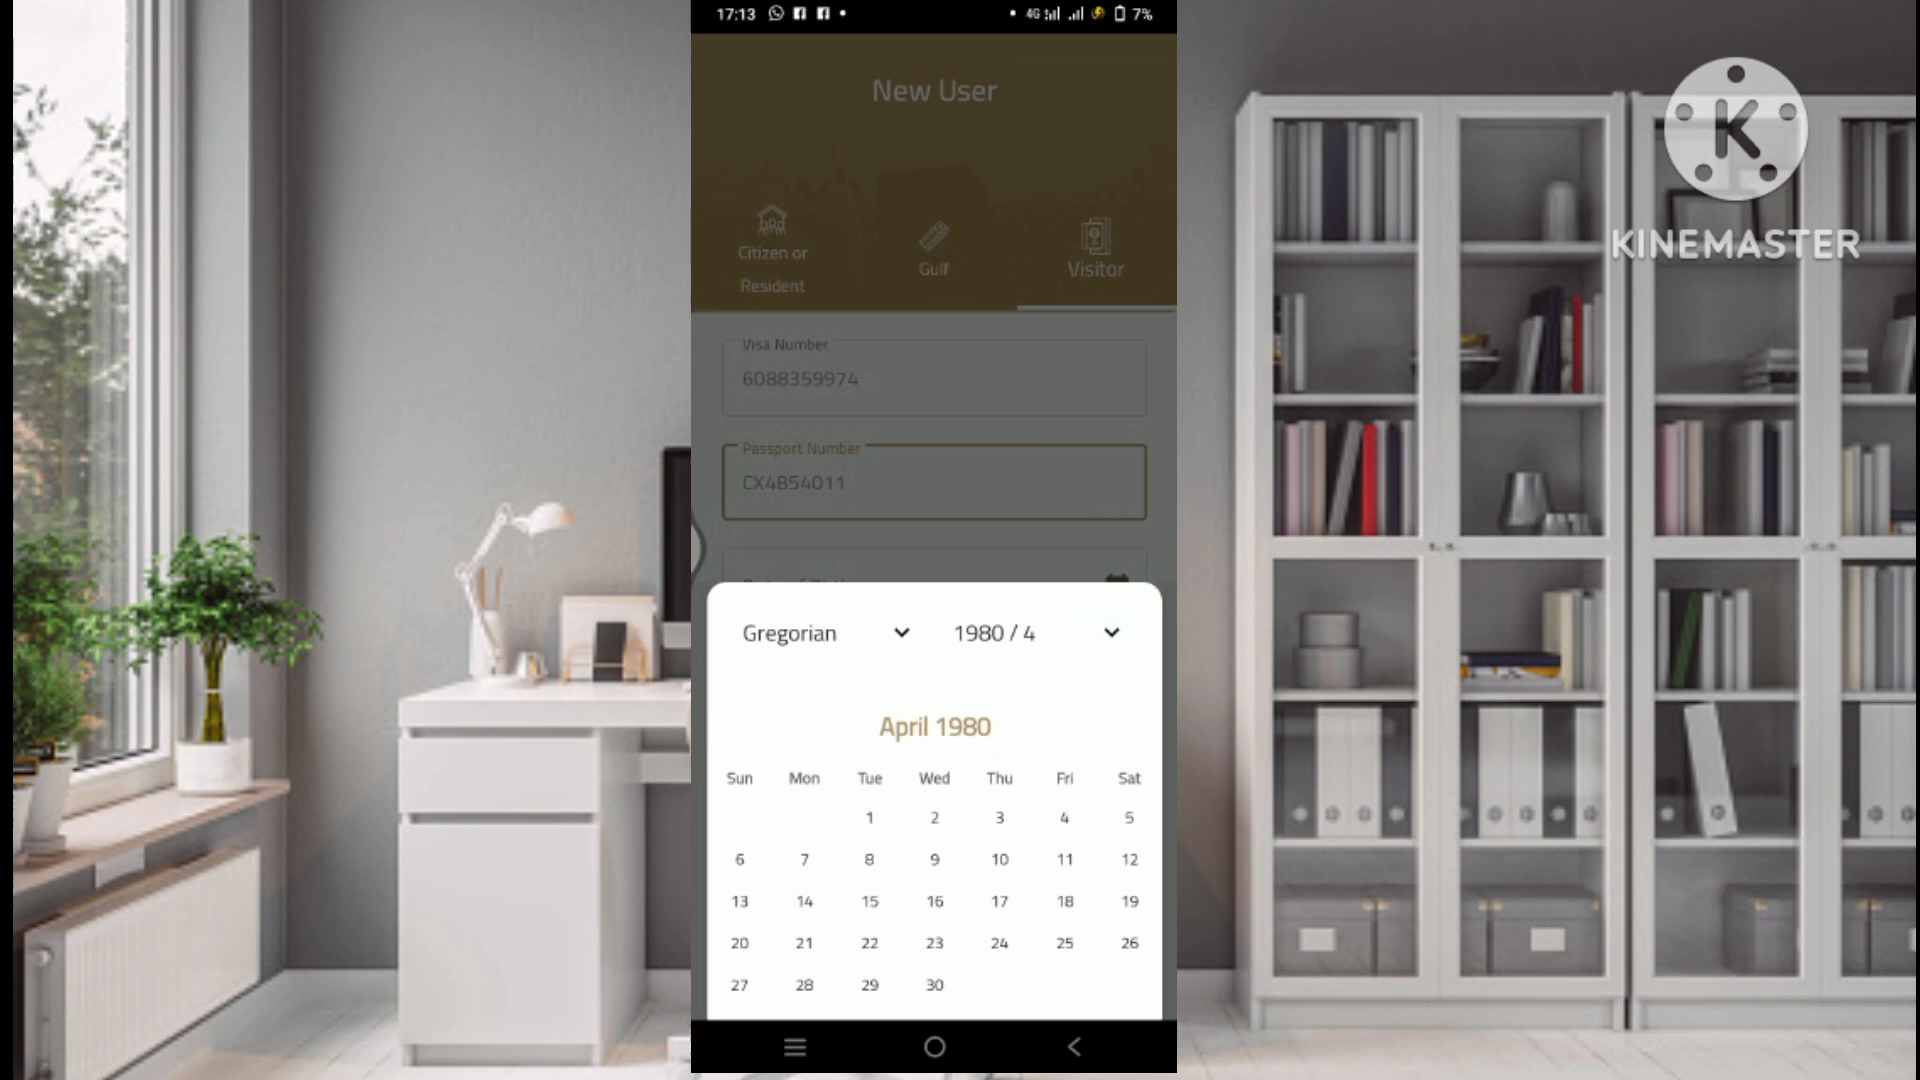 17:13
4G
7%
New User
Citizen or
Resident
Gulf
Visitor
Visa Number
6088359974
Passport Number
CX4854011
Gregorian
1980 / 4
April 1980
Sun Mon Tue Wed Thu Fri Sat
1 2 3 4 5
6 7 8 9 10 11 12
13 14 15 16 17 18 19
20 21 22 23 24 25 26
27 28 29 30
K
KINEMASTER